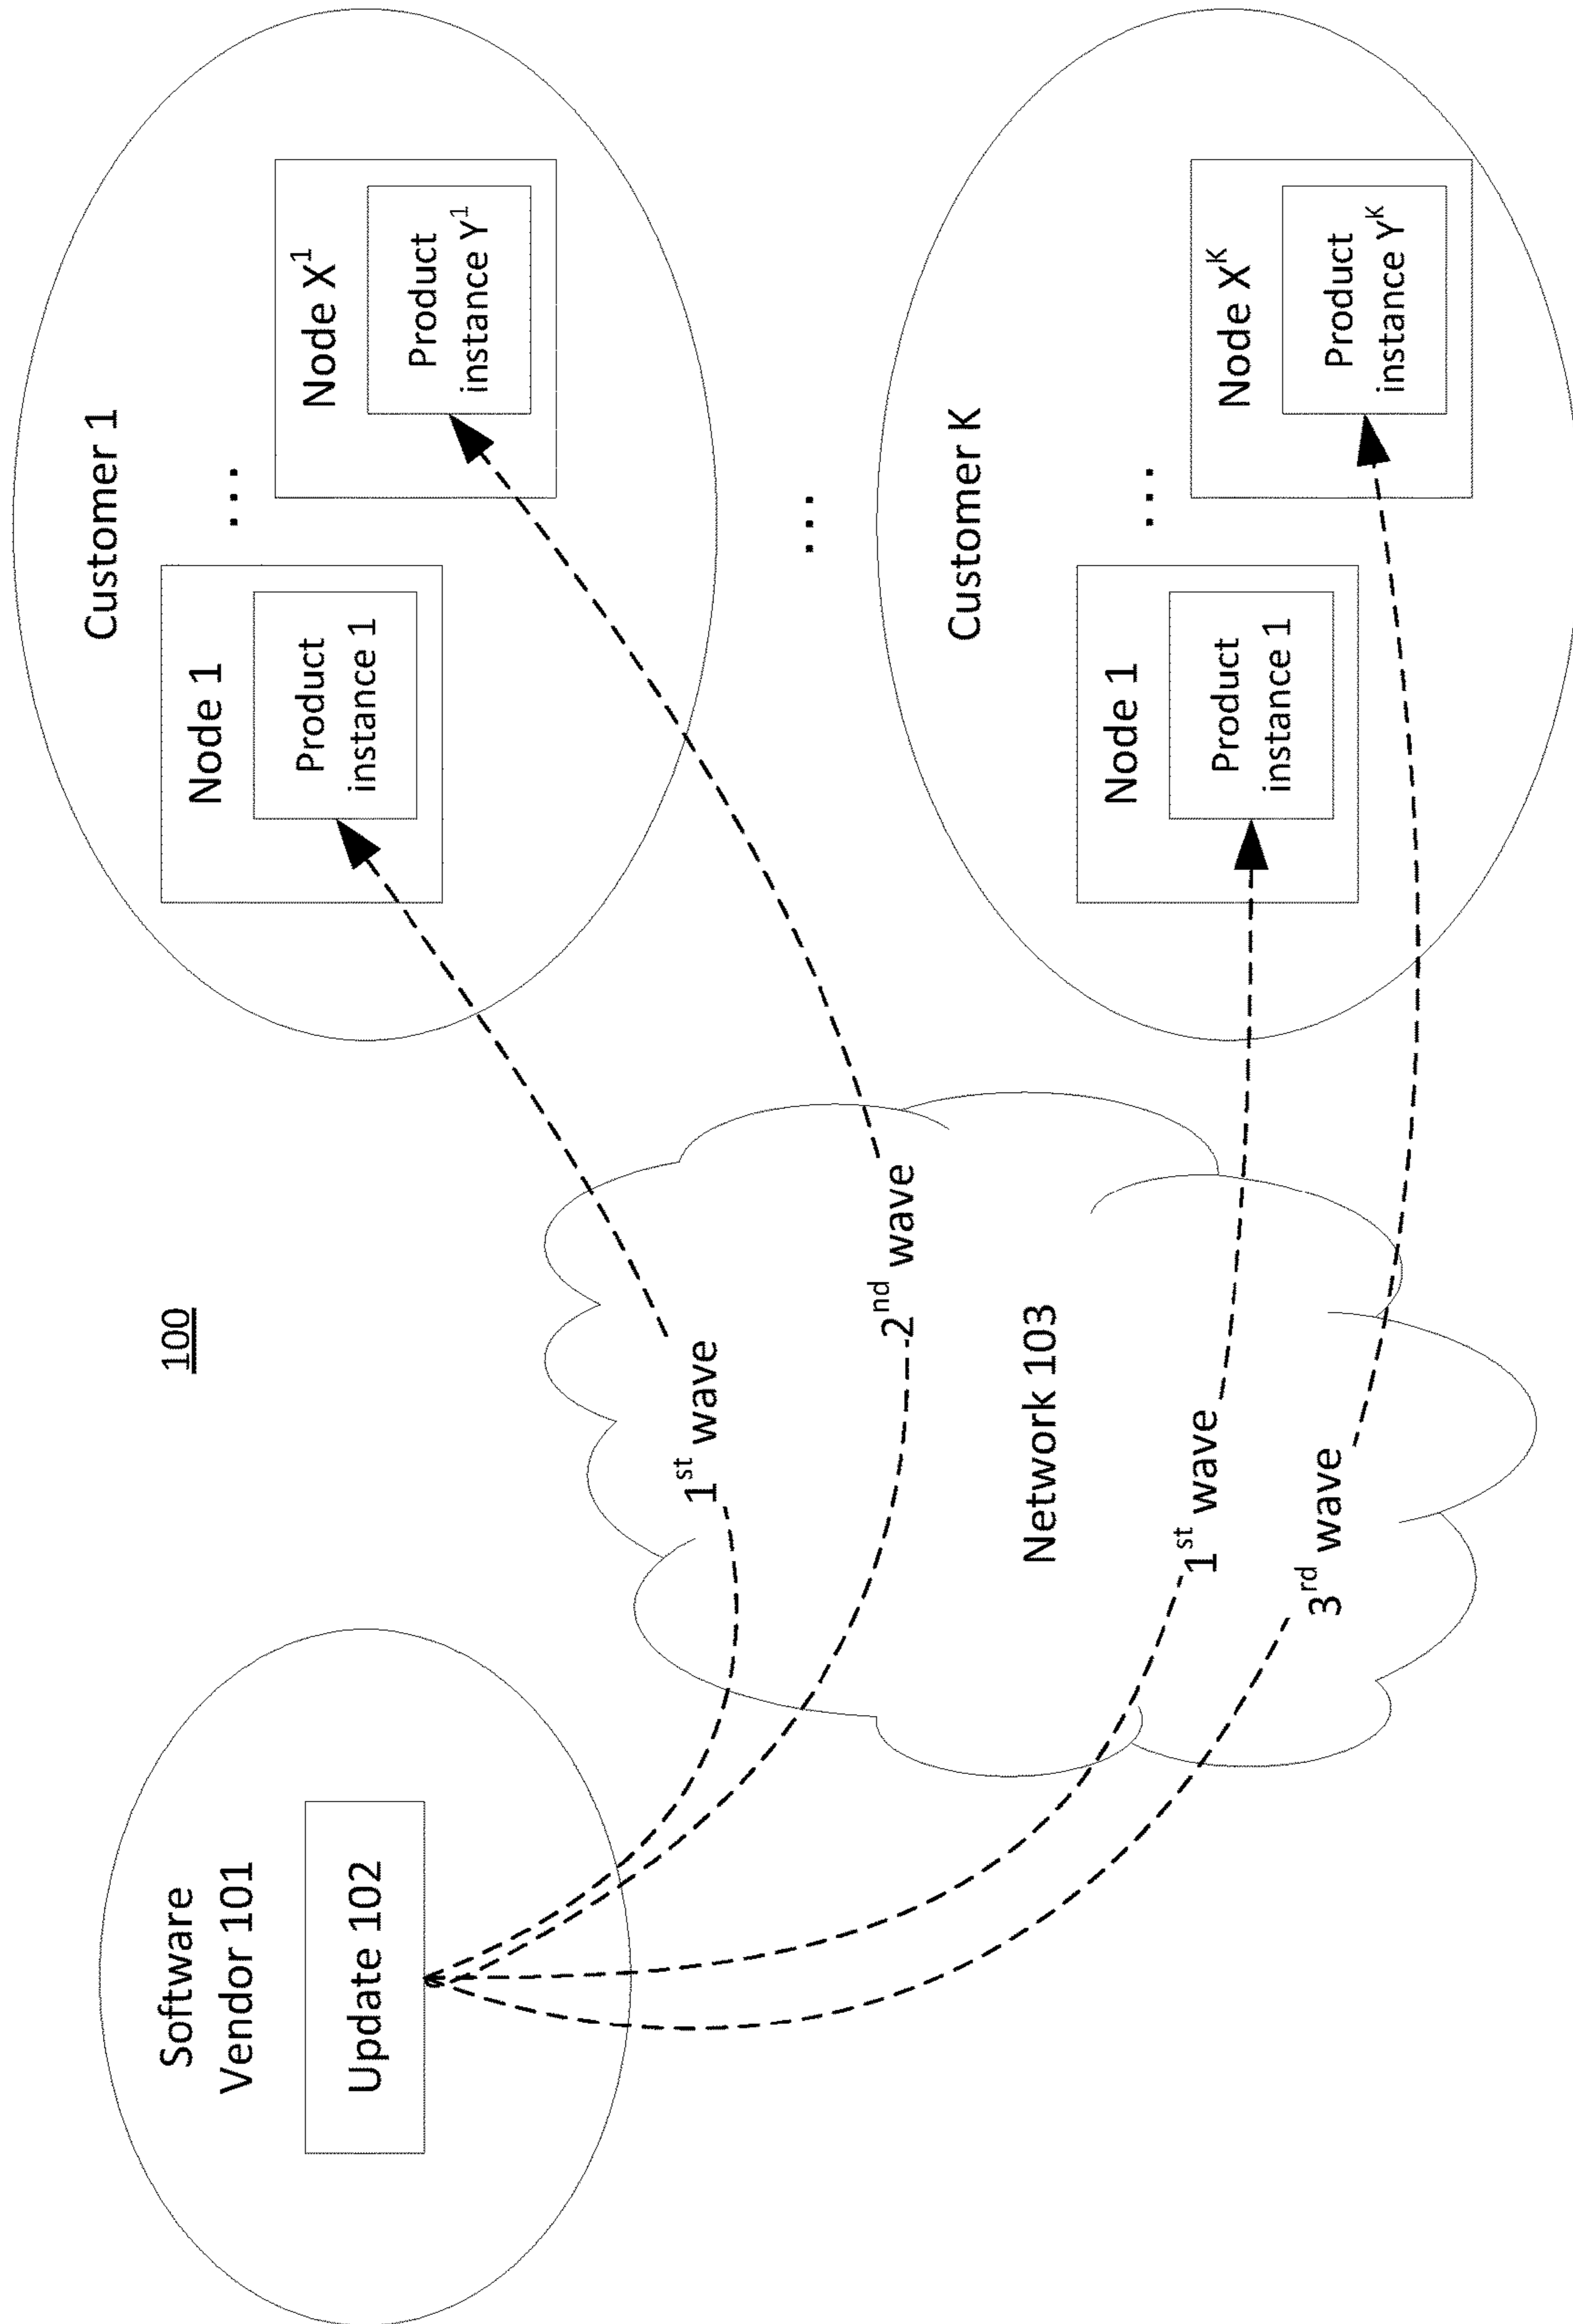 100
Software
Vendor 101
Update 102
1st wave
2nd wave
Network 103
1st wave
3rd wave
Customer 1
Node 1
Product
instance 1
...
Node X1
Product
instance Y1
...
Customer K
Node 1
Product
instance 1
...
Node XK
Product
instance YK